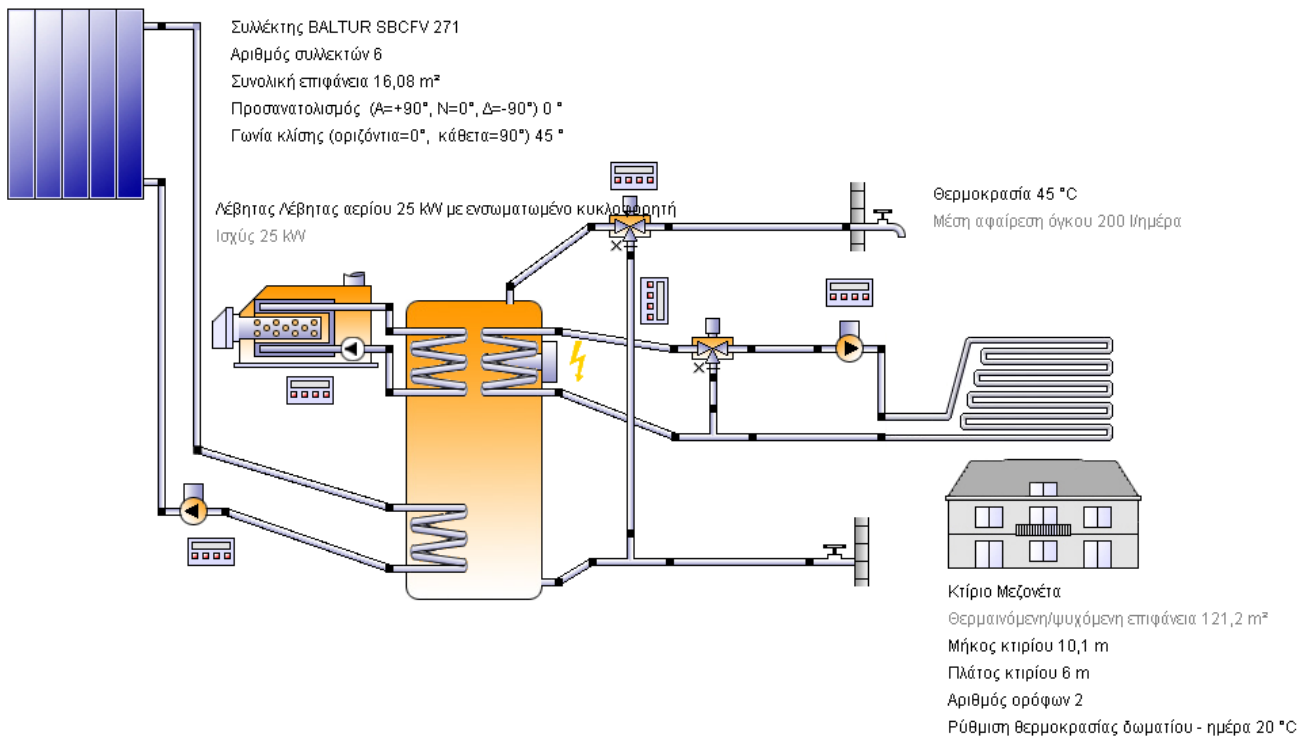 Συλλέκτης BALTUR SBCFV 271
Αριθμός συλλεκτών 6
Συνολική επιφάνεια 16,08 m²
Προσανατολισμός (Α=+90°, Ν=0°, Δ=-90°) 0 °
Γωνία κλίσης (οριζόντια=0°, κάθετα=90°) 45 °
Λέβητας Λέβητας αερίου 25 kW με ενσωματωμένο κυκλοφορητή
Ισχύς 25 kW
Θερμοκρασία 45 °C
Μέση αφαίρεση όγκου 200 l/ημέρα
Κτίριο Μεζονέτα
Θερμαινόμενη/ψυχόμενη επιφάνεια 121,2 m²
Μήκος κτιρίου 10,1 m
Πλάτος κτιρίου 6 m
Αριθμός ορόφων 2
Ρύθμιση θερμοκρασίας δωματίου - ημέρα 20 °C